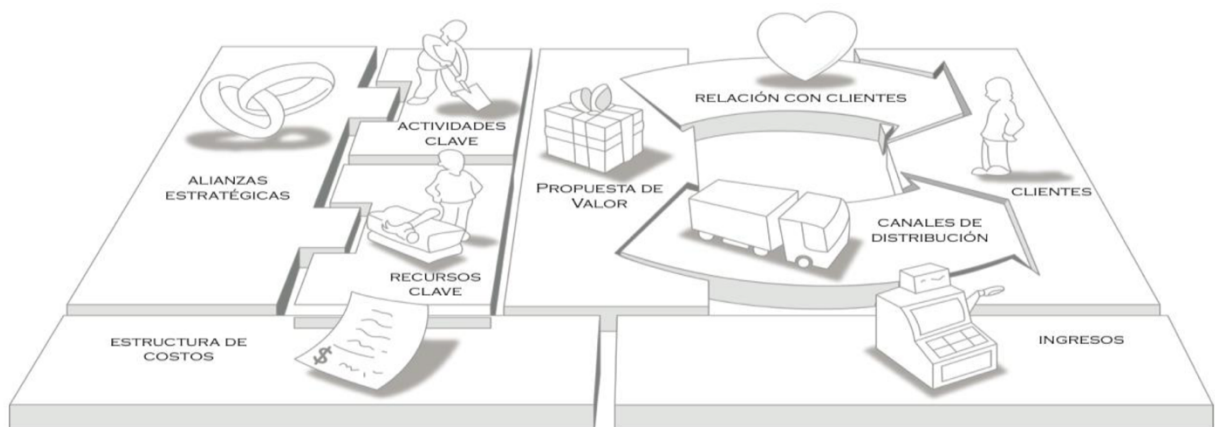 ALIANZAS
ESTRATÉGICAS
ACTIVIDADES
CLAVE
RECURSOS
CLAVE
PROPUESTA DE
VALOR
RELACIÓN CON CLIENTES
CANALES DE
DISTRIBUCIÓN
CLIENTES
ESTRUCTURA DE
COSTOS
$
INGRESOS